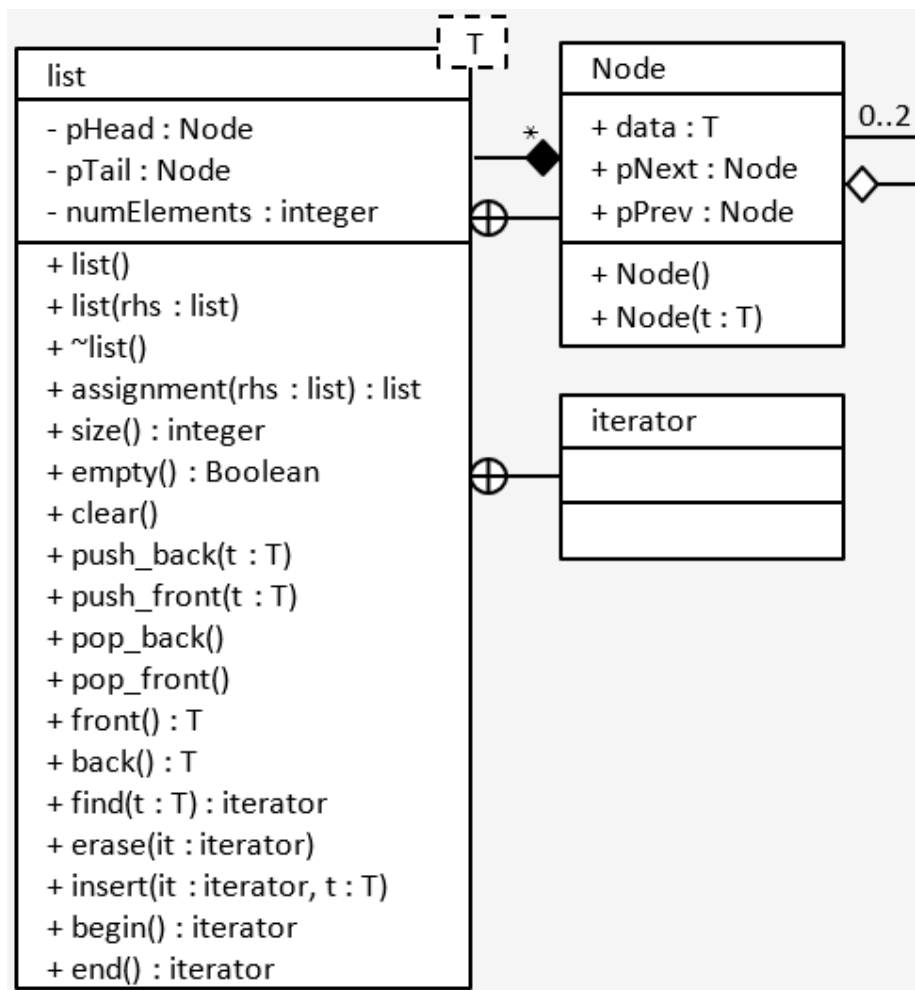 T
list
- pHead : Node
- pTail : Node
- numElements : integer
+ list()
+ list(rhs : list)
+ ~list()
+ assignment(rhs : list) : list
+ size() : integer
+ empty() : Boolean
+ clear()
+ push_back(t : T)
+ push_front(t : T)
+ pop_back()
+ pop_front()
+ front() : T
+ back() : T
+ find(t : T) : iterator
+ erase(it : iterator)
+ insert(it : iterator, t : T)
+ begin() : iterator
+ end() : iterator
*
Node
+ data : T
+ pNext : Node
+ pPrev : Node
+ Node()
+ Node(t : T)
0..2
iterator